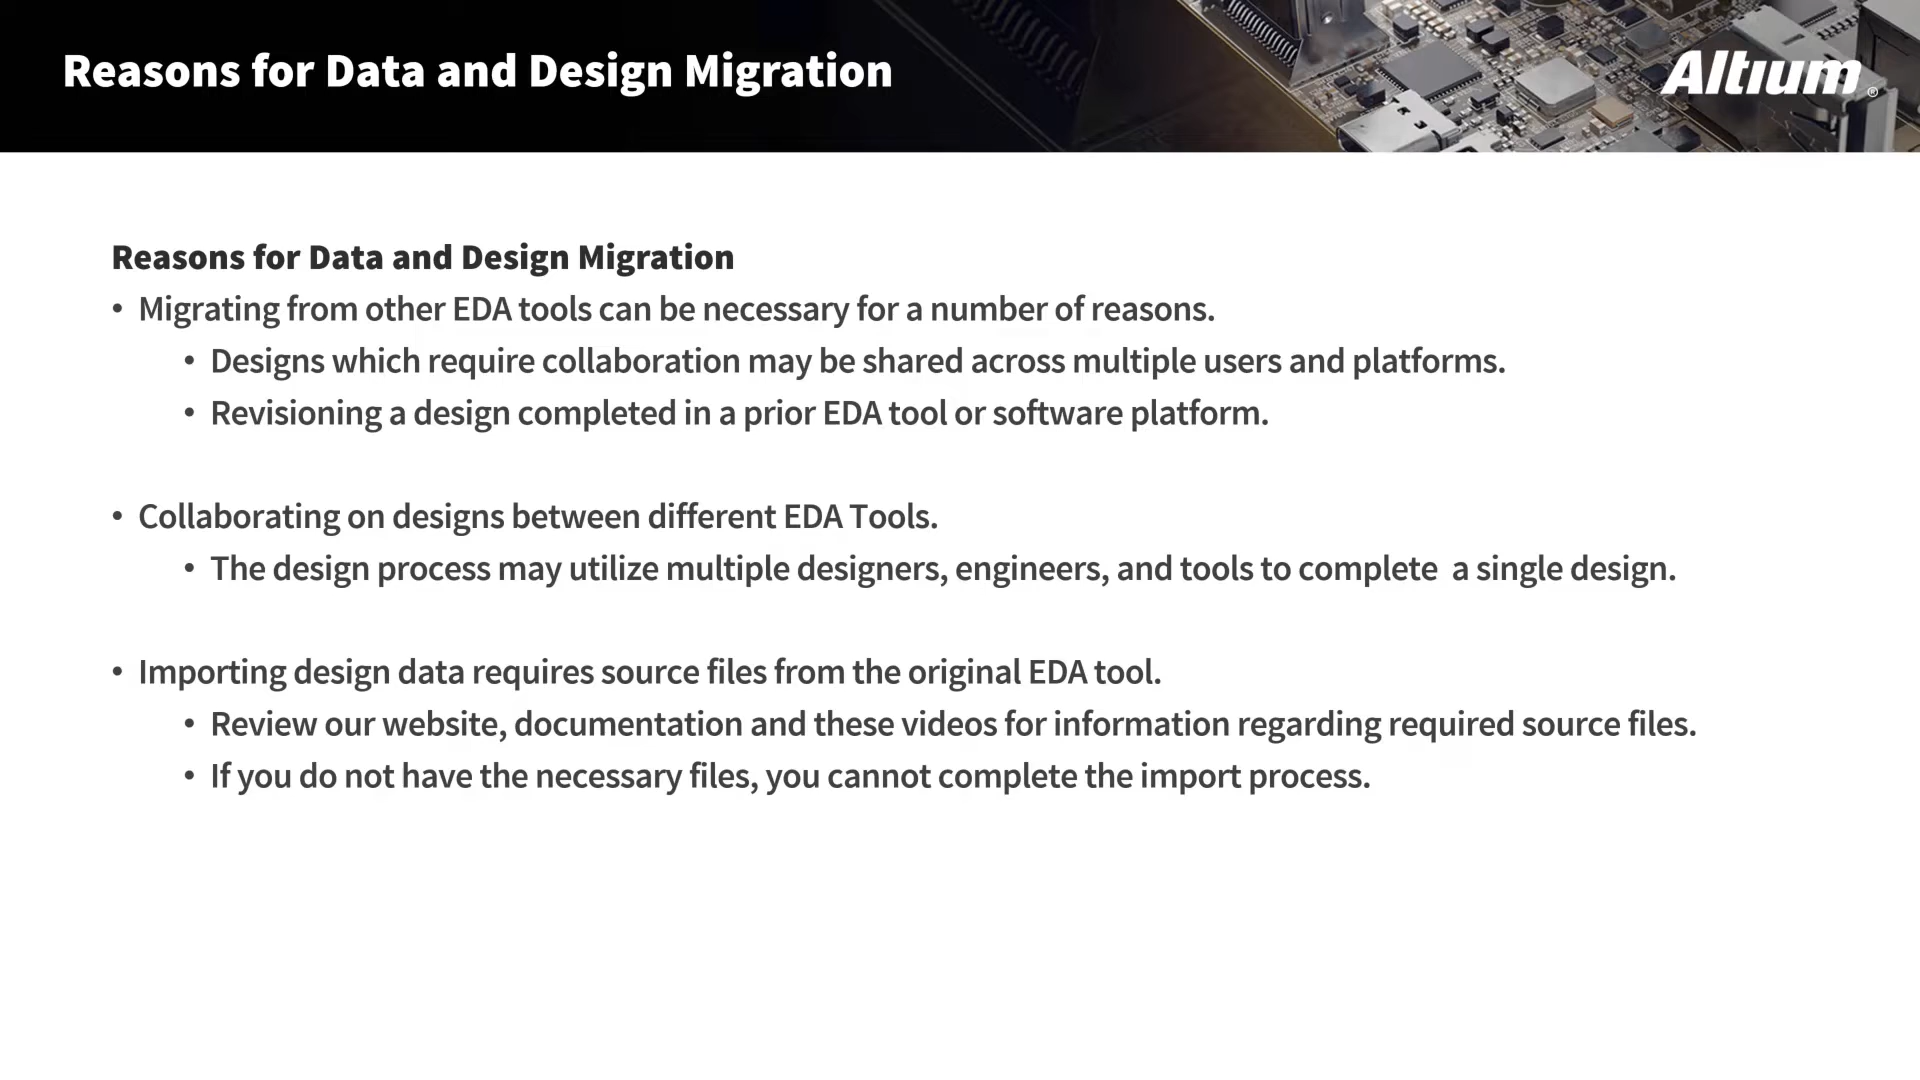 Reasons for Data and Design Migration
Altium®
Reasons for Data and Design Migration
• Migrating from other EDA tools can be necessary for a number of reasons.
• Designs which require collaboration may be shared across multiple users and platforms.
• Revisioning a design completed in a prior EDA tool or software platform.
• Collaborating on designs between different EDA Tools.
• The design process may utilize multiple designers, engineers, and tools to complete  a single design.
• Importing design data requires source files from the original EDA tool.
• Review our website, documentation and these videos for information regarding required source files.
• If you do not have the necessary files, you cannot complete the import process.